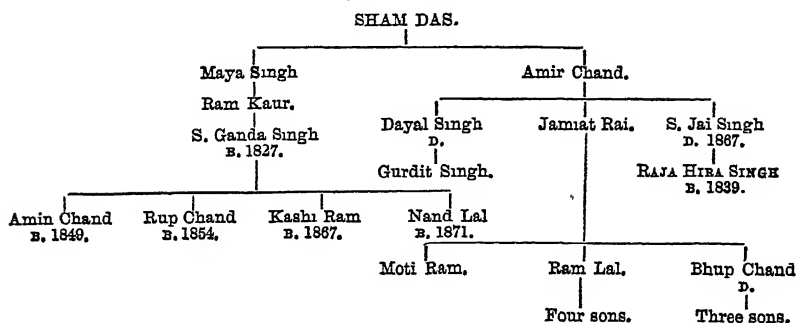 SHAM DAS.
Maya Singh
Amir Chand.
Ram Kaur.
S. Ganda Singh
B. 1827.
Dayal Singh
D.
Jamiat Rai.
S. Jai Singh
D. 1867.
Gurdit Singh.
RAJA HIRA SINGH
B. 1839.
Amin Chand
B. 1849.
Rup Chand
B. 1854.
Kashi Ram
B. 1867.
Nand Lal
B. 1871.
Moti Ram.
Ram Lal.
Bhup Chand
D.
Four sons.
Three sons.